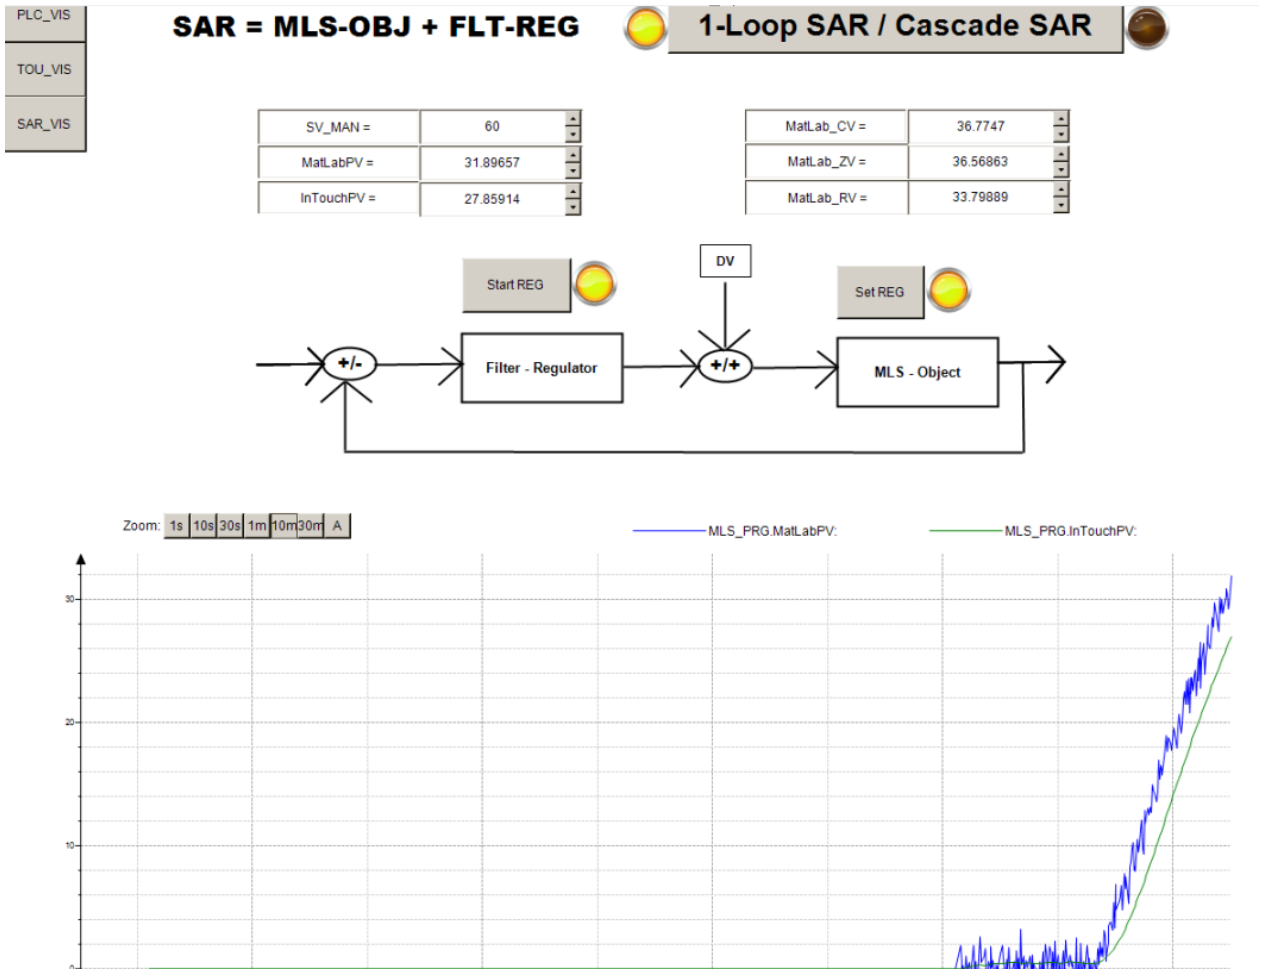 PLC_VIS
TOU_VIS
SAR_VIS
SAR = MLS-OBJ + FLT-REG
1-Loop SAR / Cascade SAR
SV_MAN = 60
MatLabPV = 31.89657
InTouchPV = 27.85914
MatLab_CV = 36.7747
MatLab_ZV = 36.56863
MatLab_RV = 33.79889
Start REG
DV
Set REG
+/-
Filter - Regulator
+/+
MLS - Object
Zoom: 1s 10s 30s 1m 10m 30m A
MLS_PRG.MatLabPV:
MLS_PRG.InTouchPV:
30
20
10
0